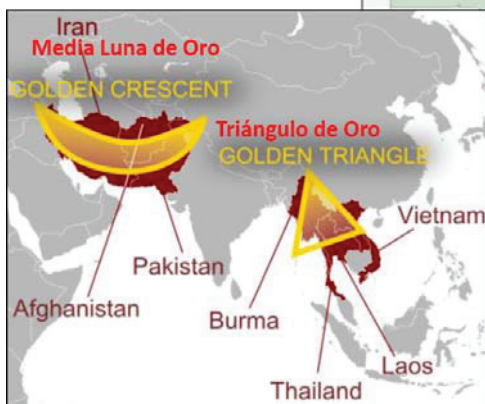 Iran
Media Luna de Oro
GOLDEN CRESCENT
Triángulo de Oro
GOLDEN TRIANGLE
Vietnam
Pakistan
Afghanistan
Burma
Laos
Thailand